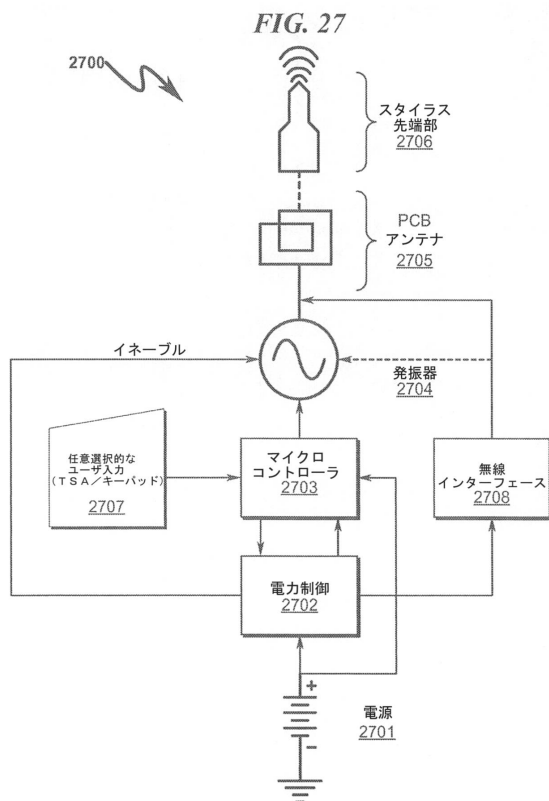 FIG. 27
2700
スタイラス
先端部
2706
PCB
アンテナ
2705
イネーブル
発振器
2704
任意選択的な
ユーザ入力
(TSA/キーパッド)
2707
マイクロ
コントローラ
2703
無線
インターフェース
2708
電力制御
2702
+
電源
2701
-